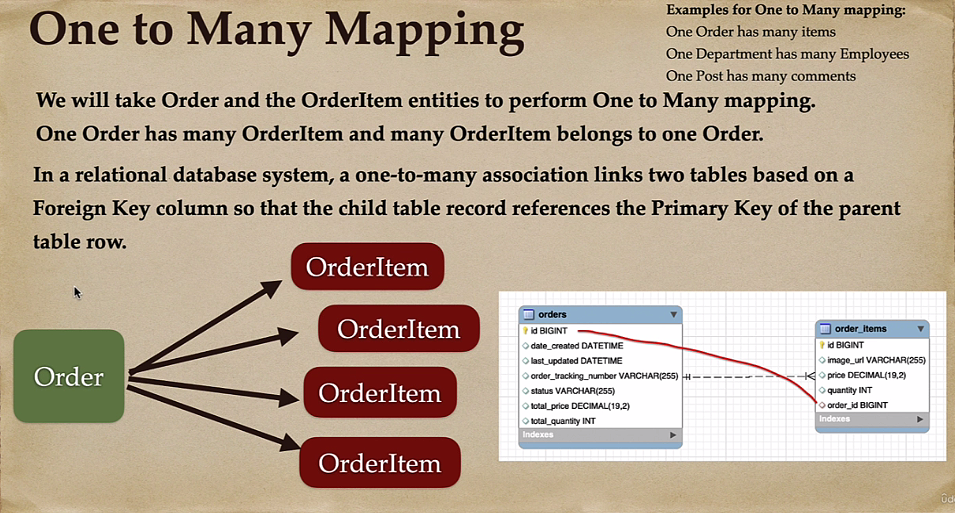 One to Many Mapping
Examples for One to Many mapping:
One Order has many items
One Department has many Employees
One Post has many comments
We will take Order and the OrderItem entities to perform One to Many mapping.
One Order has many OrderItem and many OrderItem belongs to one Order.
In a relational database system, a one-to-many association links two tables based on a
Foreign Key column so that the child table record references the Primary Key of the parent
table row.
Order
OrderItem
OrderItem
OrderItem
OrderItem
orders
id BIGINT
date_created DATETIME
last_updated DATETIME
order_tracking_number VARCHAR(255)
status VARCHAR(255)
total_price DECIMAL(19,2)
total_quantity INT
Indexes
order_items
id BIGINT
image_url VARCHAR(255)
price DECIMAL(19,2)
quantity INT
order_id BIGINT
Indexes